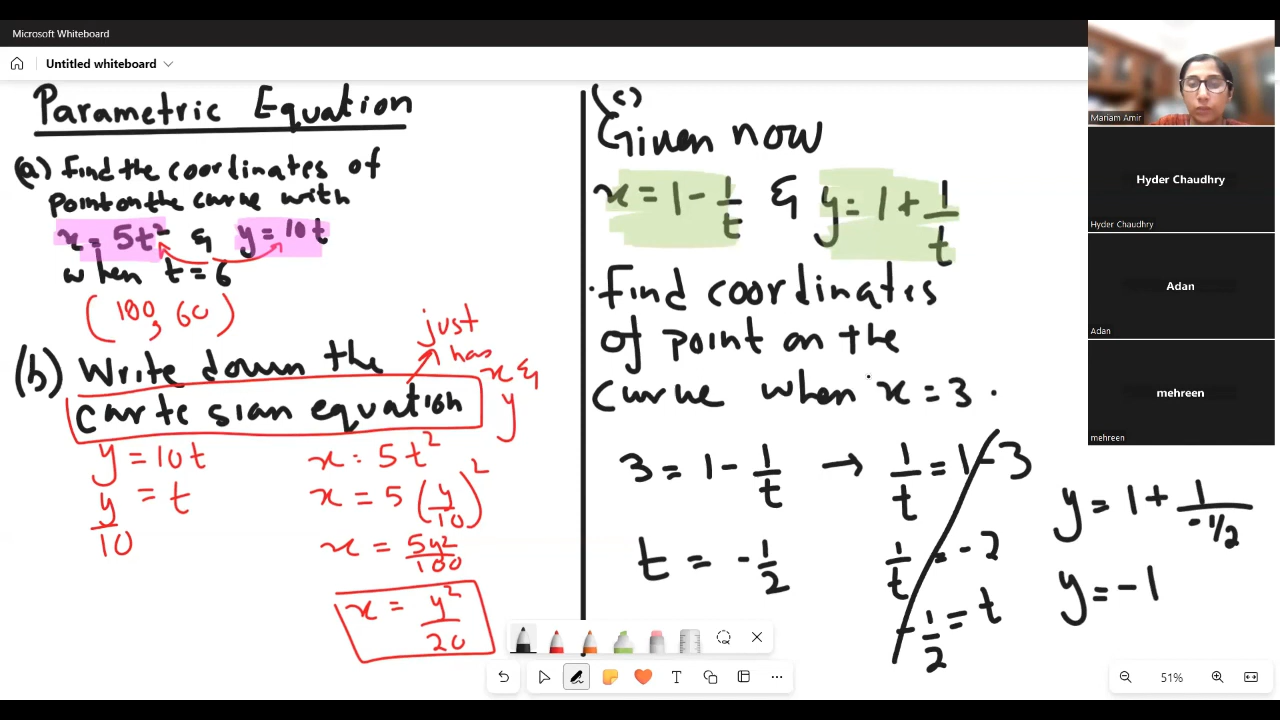 Microsoft Whiteboard
Untitled whiteboard
Parametric Equation
(a) Find the coordinates of
point on the curve with
x = 5t² & y = 10t
when t = 6
(180, 60)
(b) Write down the
cartesian equation
just
has
x &
y
y = 10t
y/10 = t
x = 5t²
x = 5(y/10)²
x = 5y²/100
x = y²/20
(c)
Given now
x = 1 - 1/t & y = 1 + 1/t
. Find coordinates
of point on the
curve when x = 3 .
3 = 1 - 1/t → 1/t = 1 - 3
t = -1/2
1/t = -2
-1/2 = t
y = 1 + 1/-1/2
y = -1
Mariam Amir
Hyder Chaudhry
Hyder Chaudhry
Adan
Adan
mehreen
mehreen
T
51%